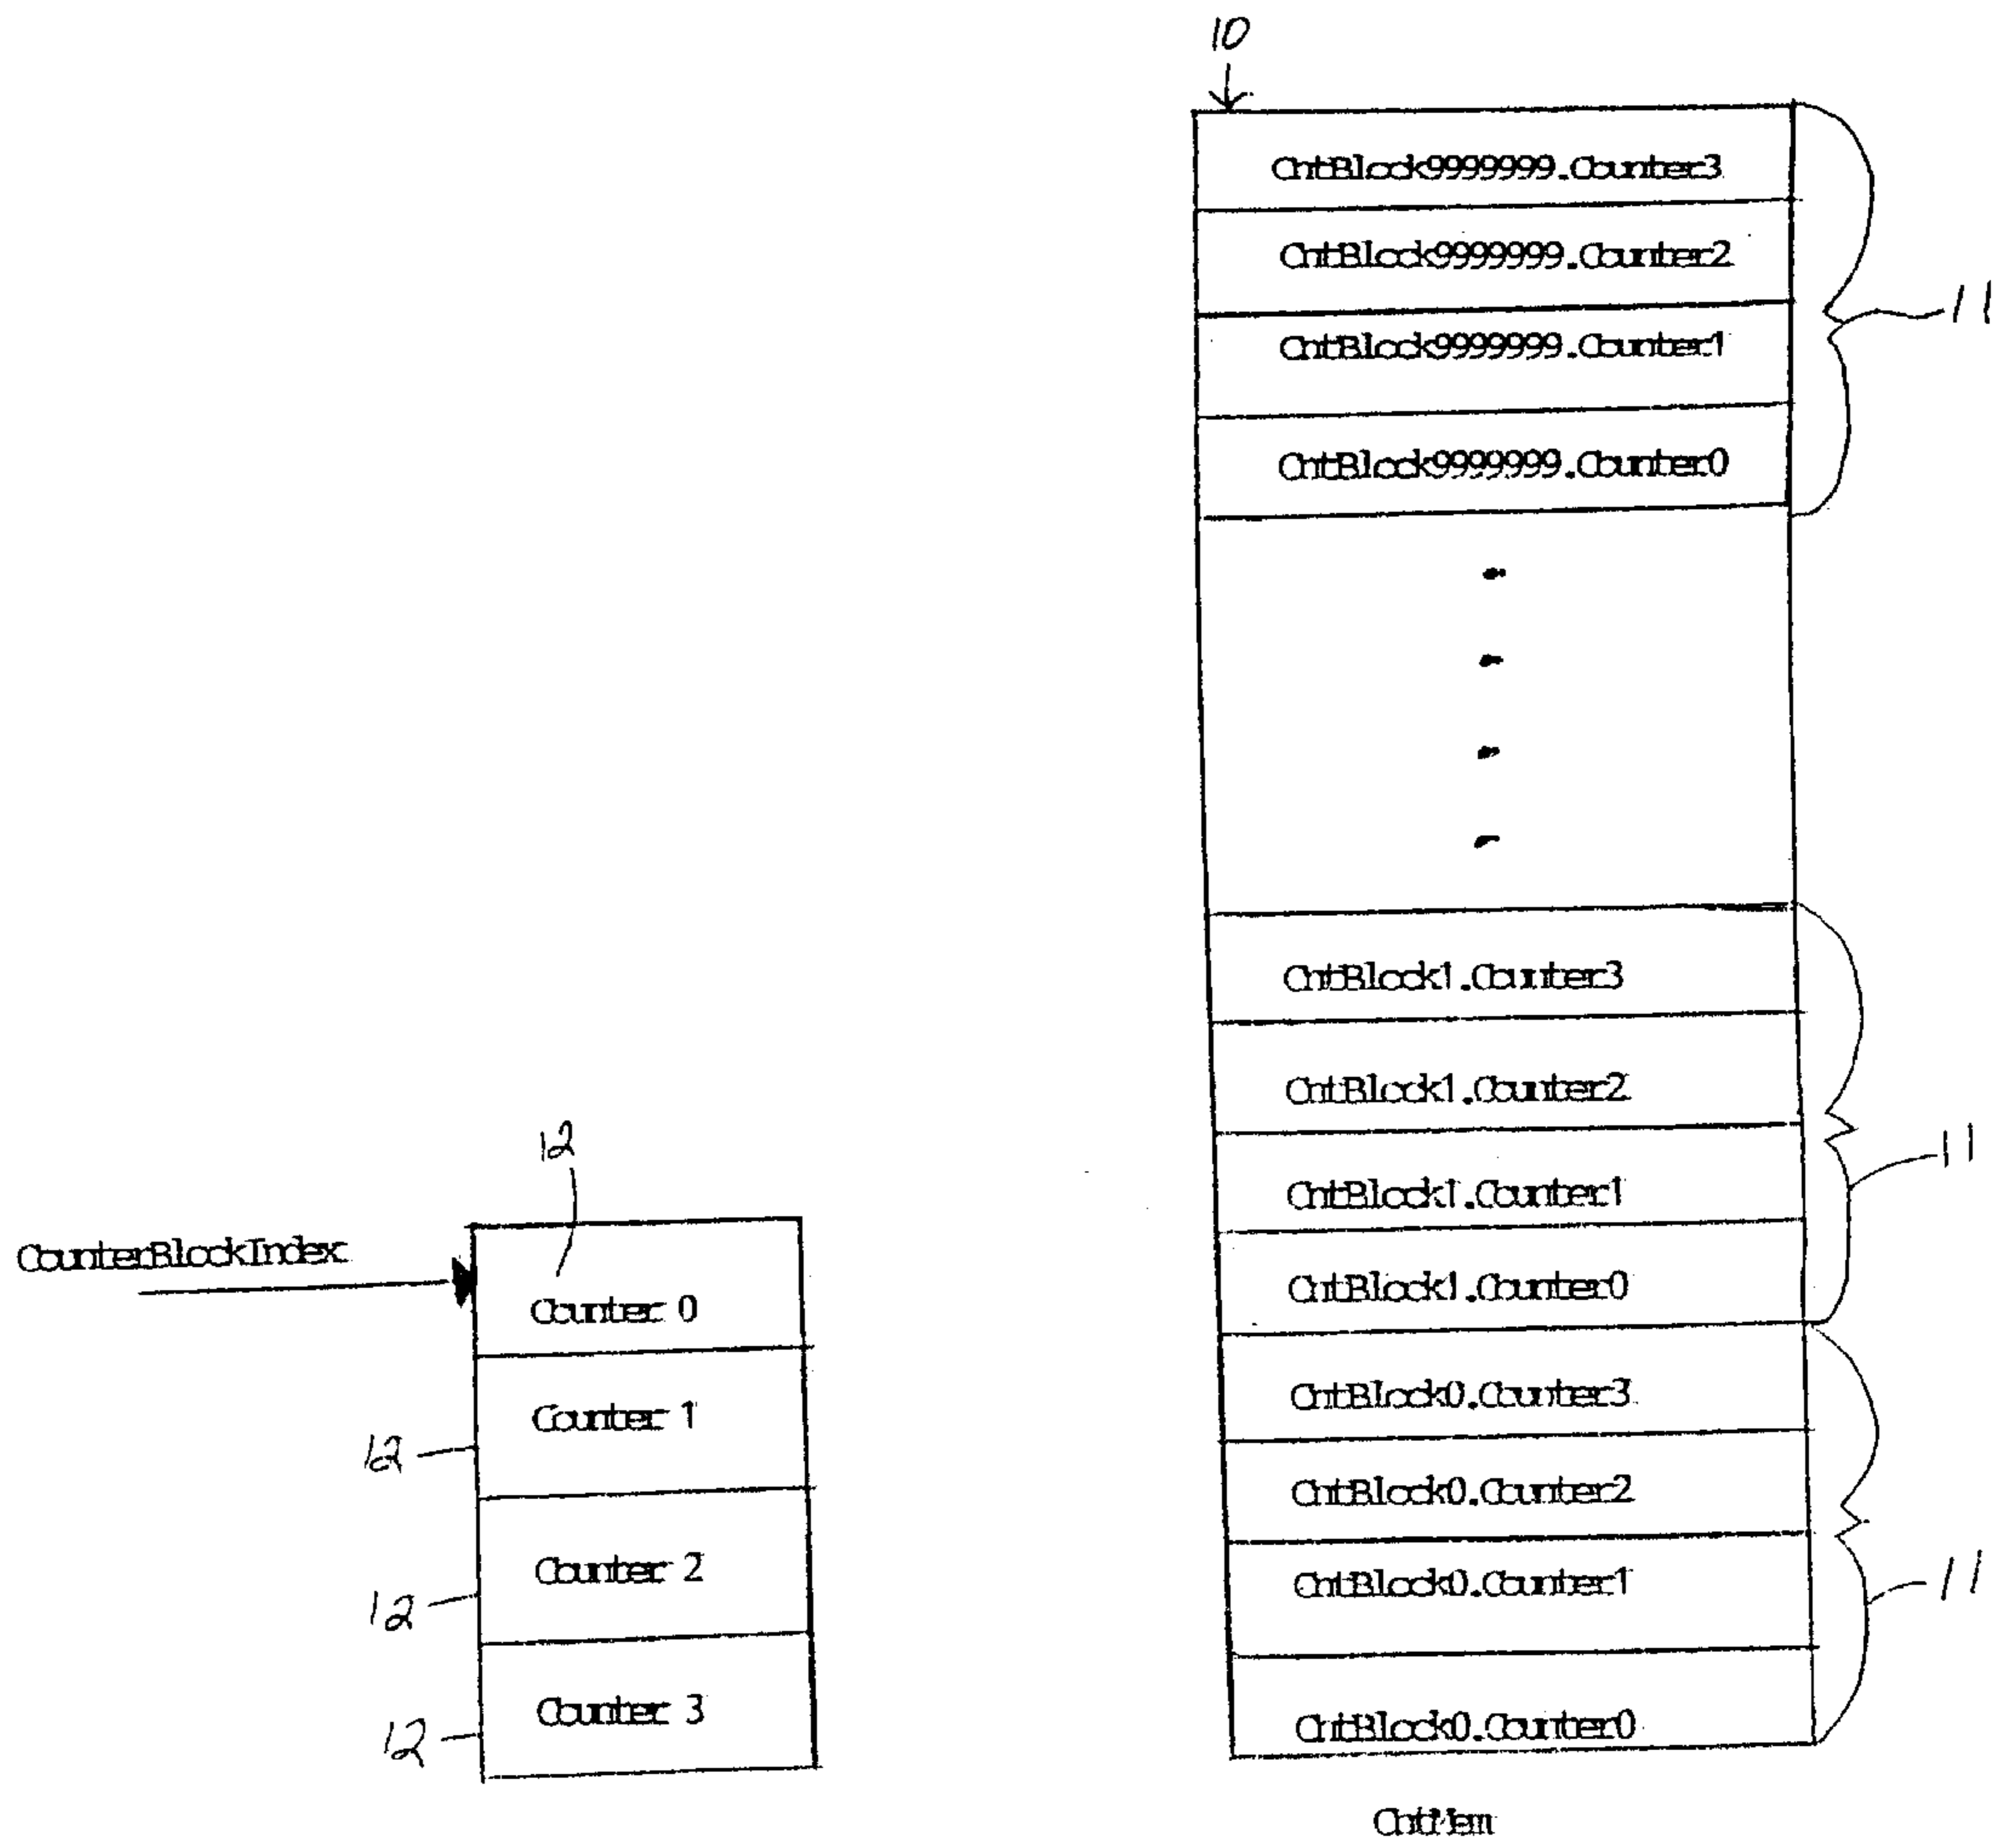 10
CntBlock9999999.Counter3
CntBlock9999999.Counter2
11
CntBlock9999999.Counter1
CntBlock9999999.Counter0
CntBlock1.Counter3
CntBlock1.Counter2
11
CntBlock1.Counter1
CntBlock1.Counter0
CntBlock0.Counter3
CntBlock0.Counter2
CntBlock0.Counter1
11
CntBlock0.Counter0
CntMem
12
CounterBlockIndex
Counter 0
Counter 1
12
Counter 2
12
Counter 3
12